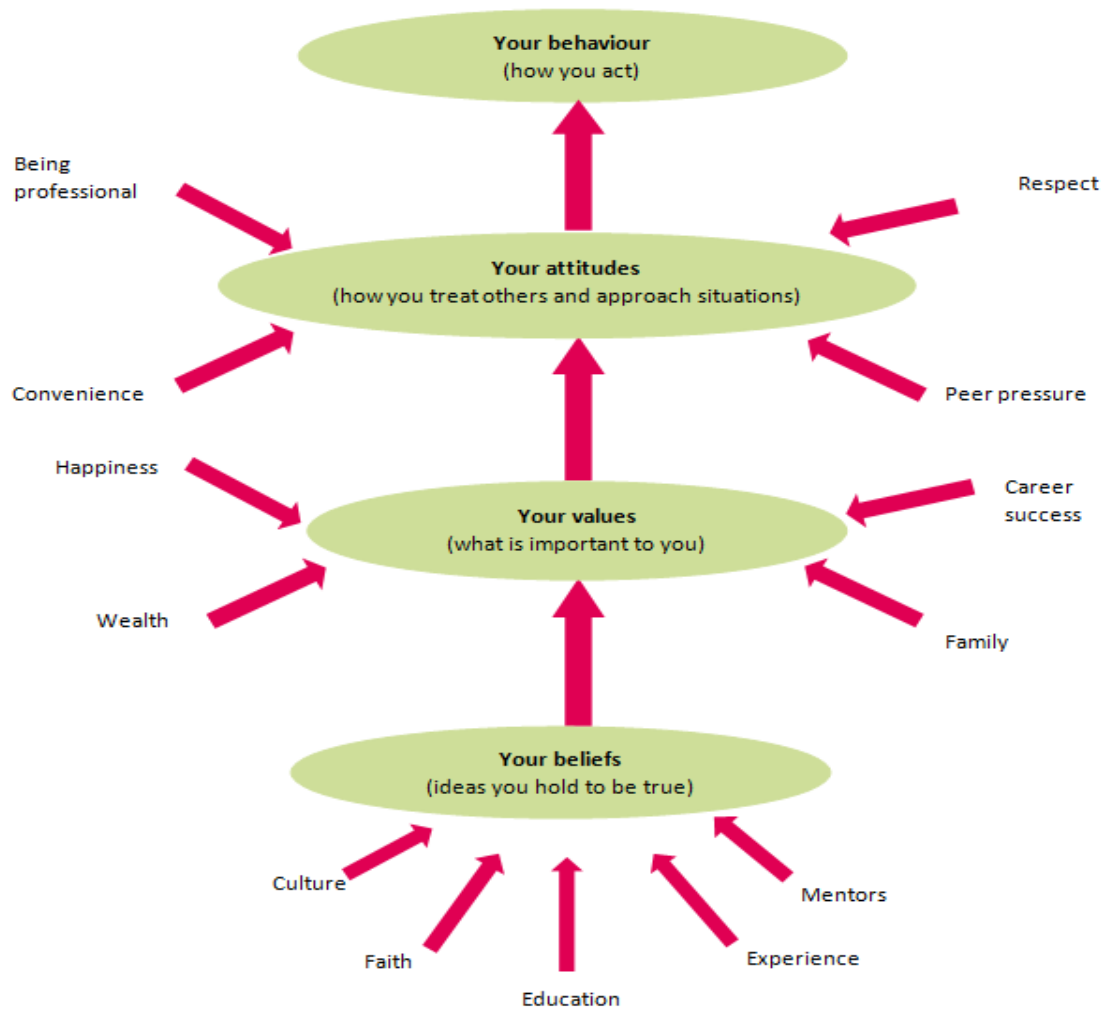 Your behaviour
(how you act)
Being
professional
Respect
Your attitudes
(how you treat others and approach situations)
Convenience
Peer pressure
Happiness
Career
success
Your values
(what is important to you)
Wealth
Family
Your beliefs
(ideas you hold to be true)
Culture
Mentors
Faith
Experience
Education